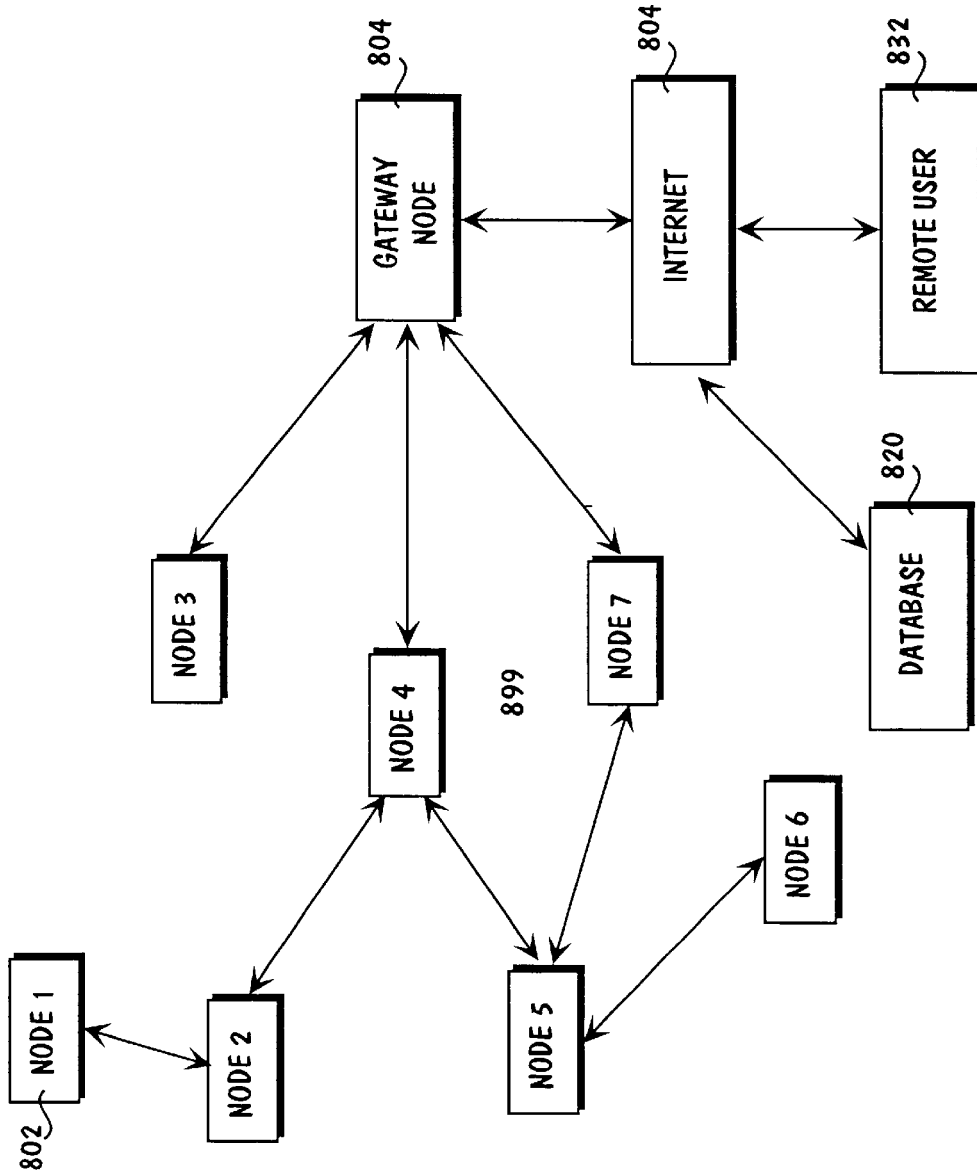 802
NODE 1
NODE 2
NODE 3
804
GATEWAY
NODE
NODE 4
899
NODE 5
NODE 7
804
INTERNET
NODE 6
820
DATABASE
832
REMOTE USER